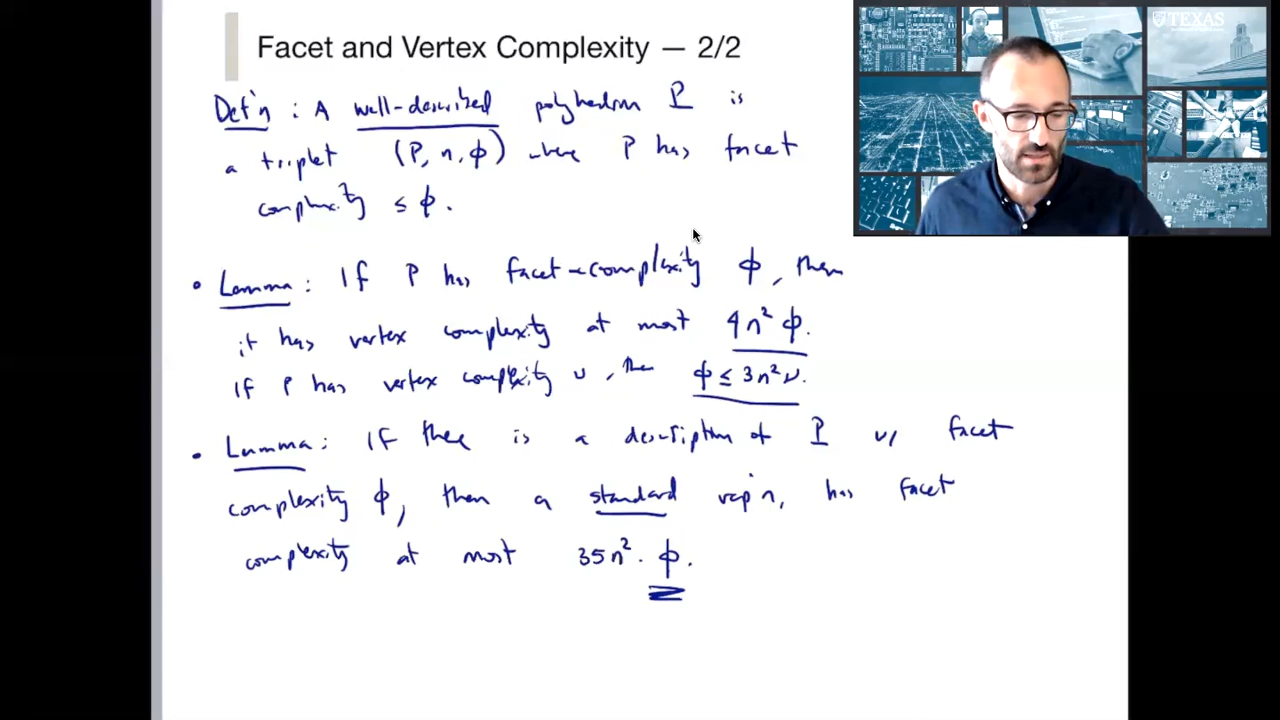 Facet and Vertex Complexity — 2/2
TEXAS
Def'n : A well-described polyhedron P is
a triplet (P, n, φ) where P has facet
complexity ≤ φ.
• Lemma : If P has facet-complexity φ, then
it has vertex complexity at most 4n² φ.
If P has vertex complexity ν, then φ ≤ 3n² ν.
• Lemma : If there is a description of P w/ facet
complexity φ, then a standard rep'n, has facet
complexity at most 35n² · φ.